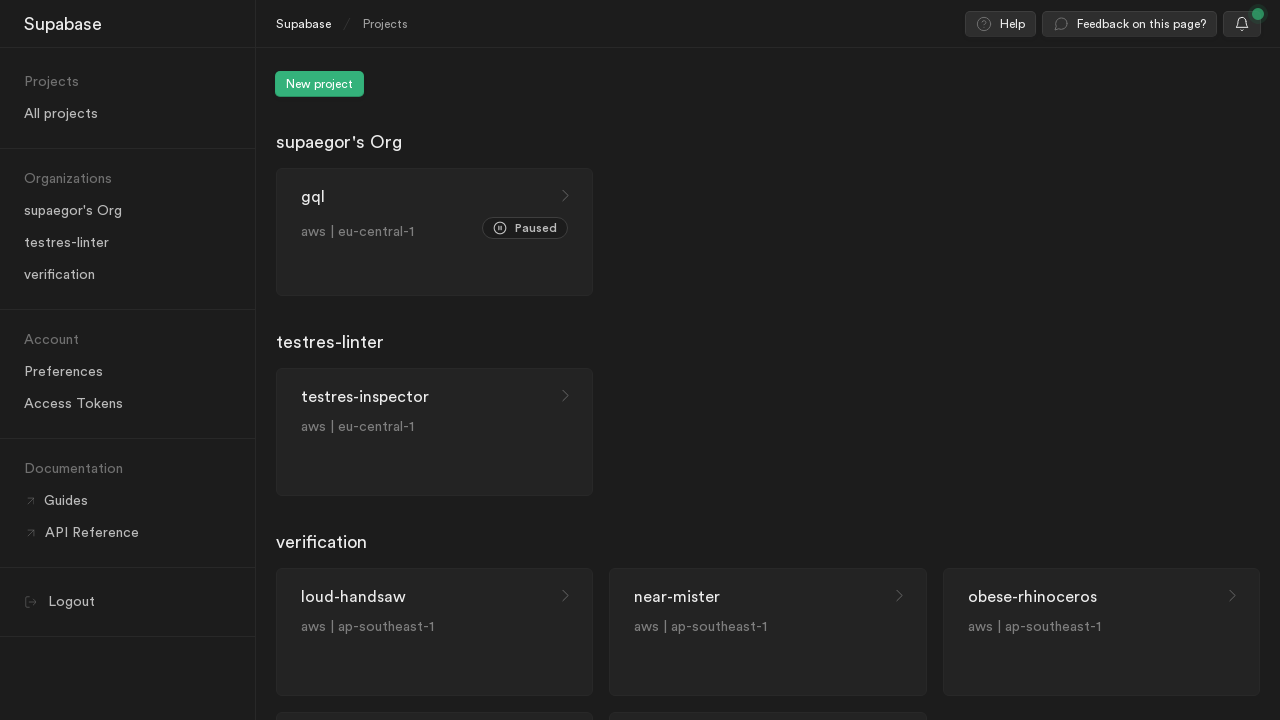 Supabase
Projects
All projects
Organizations
supaegor's Org
testres-linter
verification
Account
Preferences
Access Tokens
Documentation
Guides
API Reference
Logout
Supabase / Projects
Help
Feedback on this page?
New project
supaegor's Org
gql
aws | eu-central-1
Paused
testres-linter
testres-inspector
aws | eu-central-1
verification
loud-handsaw
aws | ap-southeast-1
near-mister
aws | ap-southeast-1
obese-rhinoceros
aws | ap-southeast-1